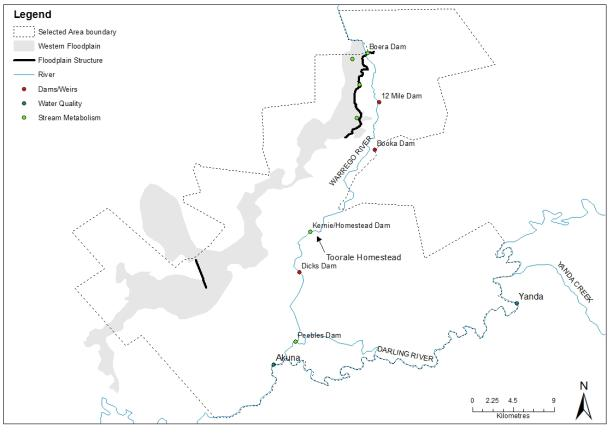 Legend
Selected Area boundary
Western Floodplain
Floodplain Structure
River
Dams/Weirs
Water Quality
Stream Metabolism
Boera Dam
12 Mile Dam
Booka Dam
WARREGO RIVER
Kernie/Homestead Dam
Toorale Homestead
Dicks Dam
YANDA CREEK
Yanda
Peebles Dam
DARLING RIVER
Akuna
N
0 2.25 4.5 9
Kilometres